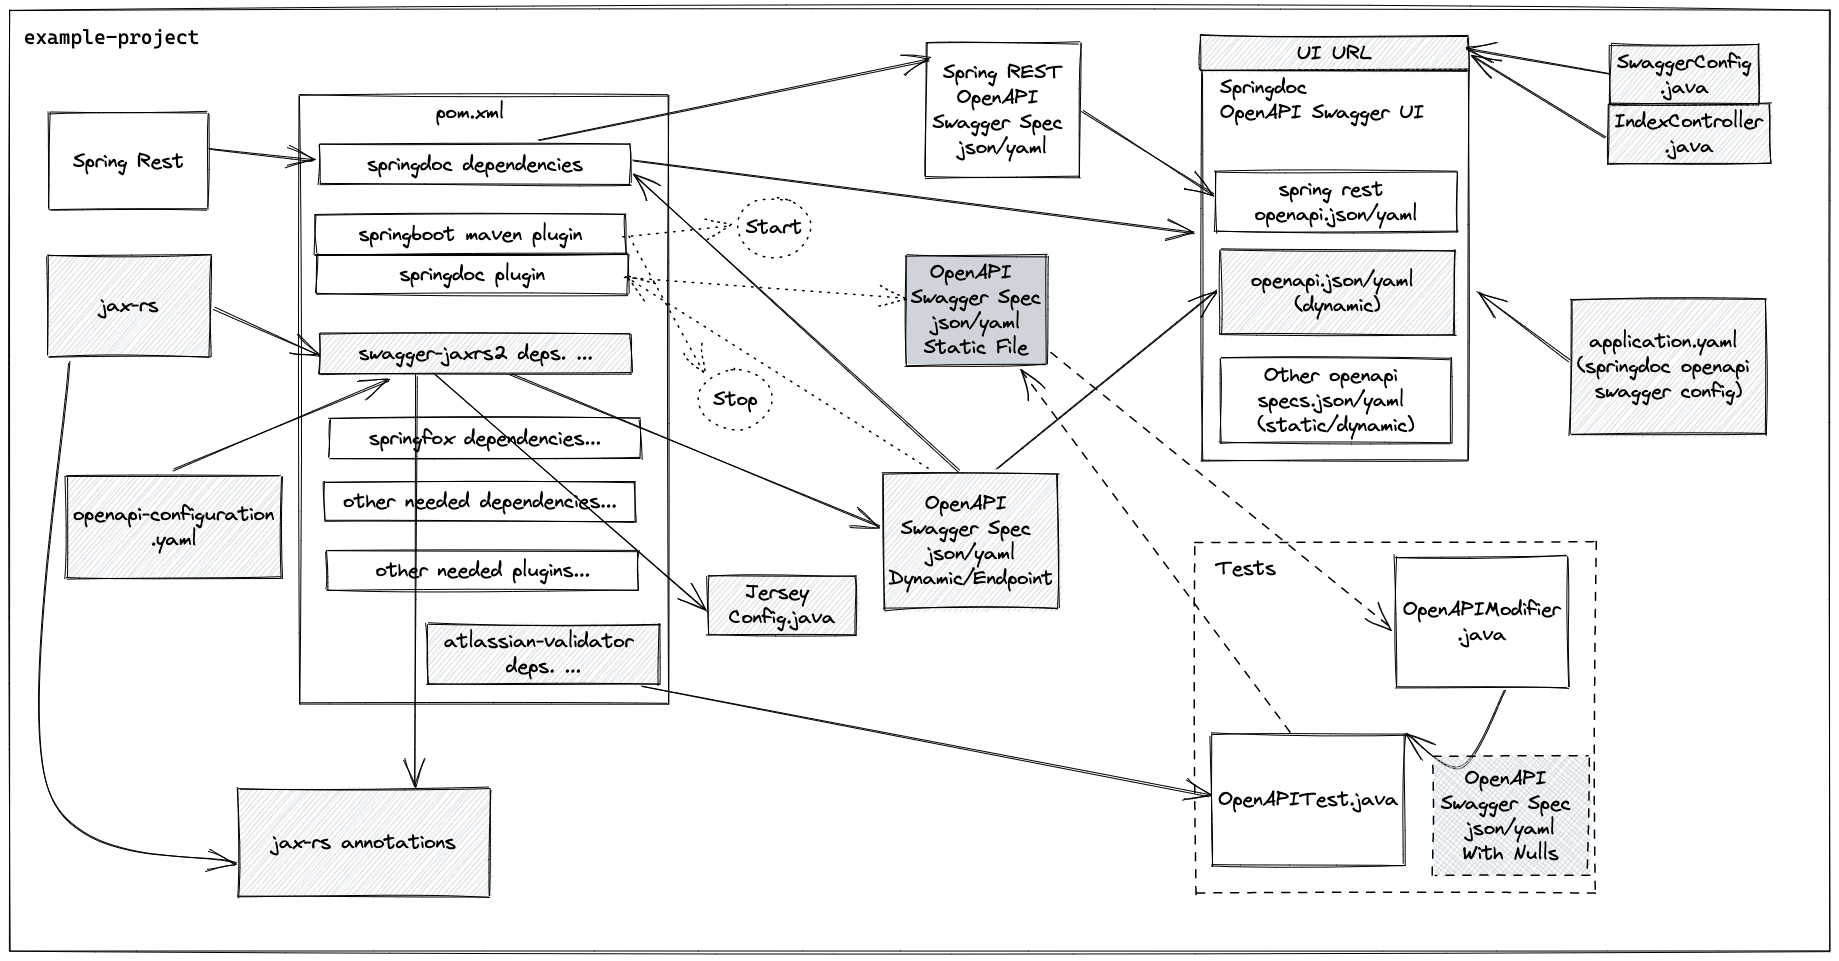 example-project
Spring Rest
jax-rs
openapi-configuration
.yaml
jax-rs annotations
pom.xml
springdoc dependencies
springboot maven plugin
springdoc plugin
swagger-jaxrs2 deps. ...
springfox dependencies...
other needed dependencies...
other needed plugins...
atlassian-validator
deps. ...
Start
Stop
Jersey
Config.java
Spring REST
OpenAPI
Swagger Spec
json/yaml
OpenAPI
Swagger Spec
json/yaml
Static File
OpenAPI
Swagger Spec
json/yaml
Dynamic/Endpoint
UI URL
Springdoc
OpenAPI Swagger UI
spring rest
openapi.json/yaml
openapi.json/yaml
(dynamic)
Other openapi
specs.json/yaml
(static/dynamic)
SwaggerConfig
.java
IndexController
.java
application.yaml
(springdoc openapi
swagger config)
Tests
OpenAPIModifier
.java
OpenAPITest.java
OpenAPI
Swagger Spec
json/yaml
With Nulls